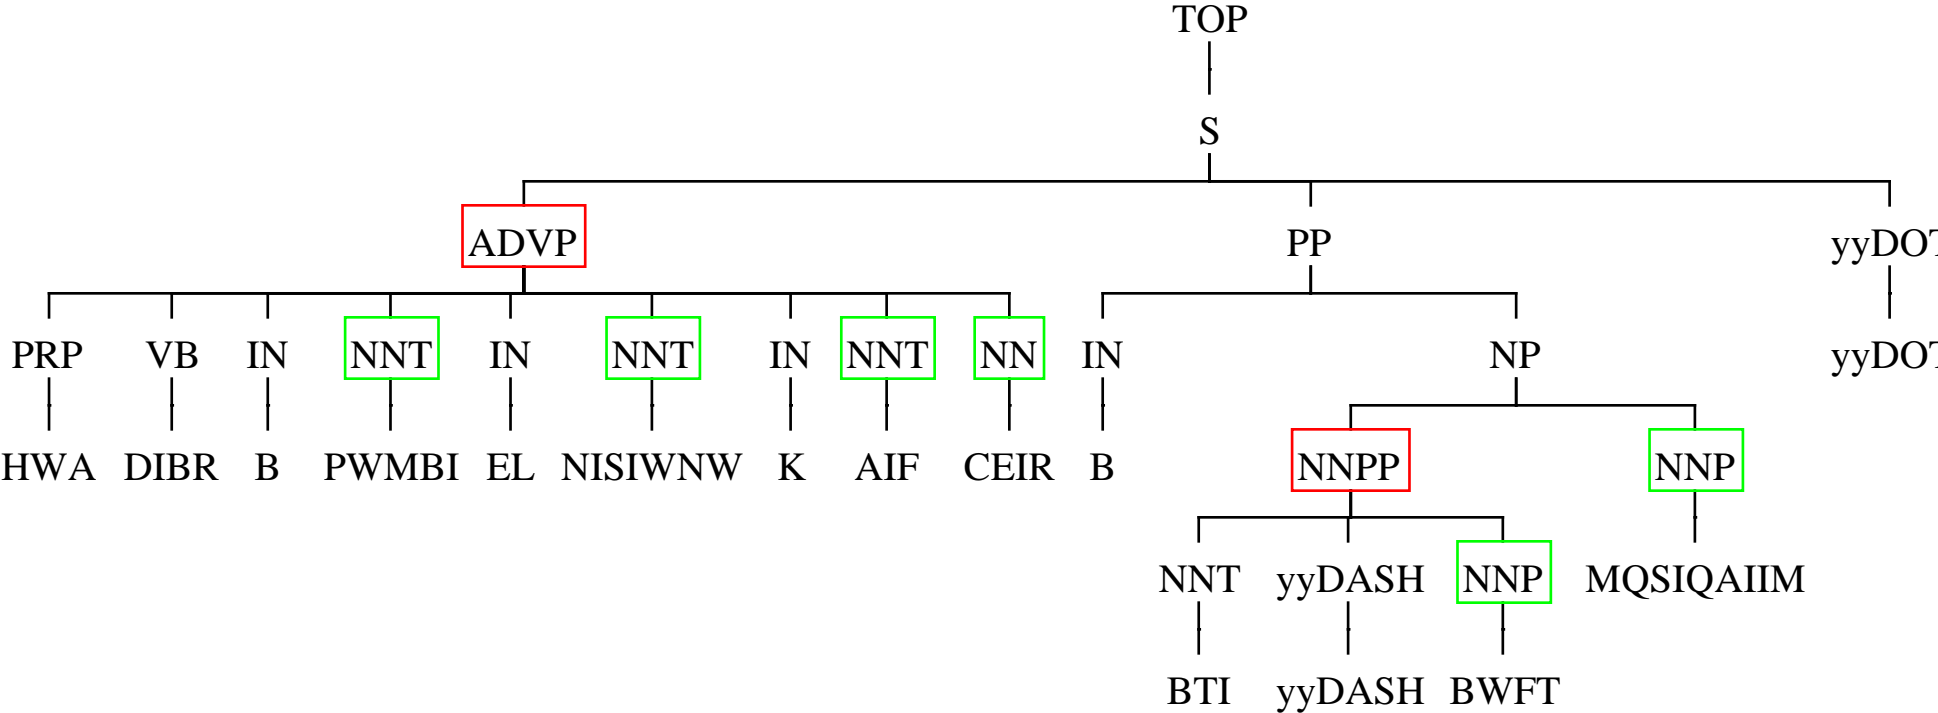 TOP
S
ADVP PP yyDOT
PRP VB IN NNT IN NNT IN NNT NN IN NP yyDOT
HWA DIBR B PWMBI EL NISIWNW K AIF CEIR B NNPP NNP
NNT yyDASH NNP MQSIQAIIM
BTI yyDASH BWFT